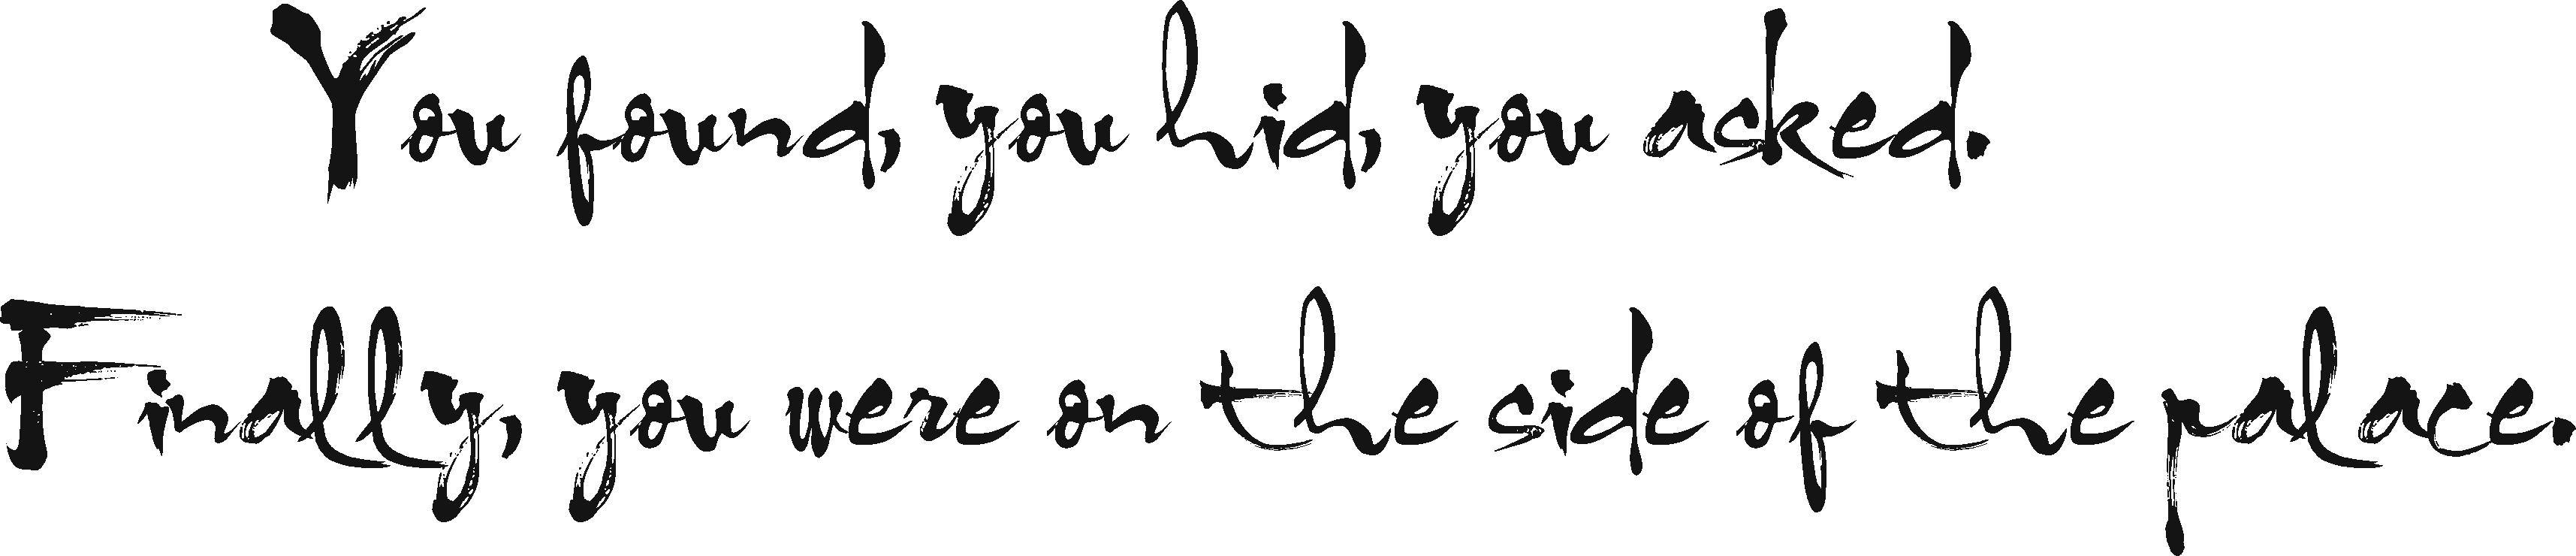 You found, you hid, you asked.
Finally, you were on the side of the palace.